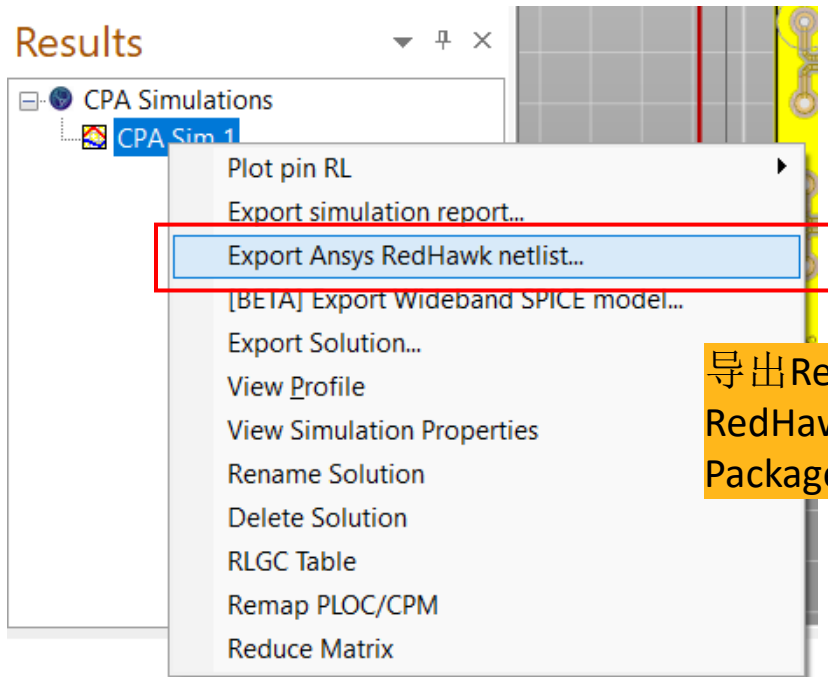 Results
CPA Simulations
CPA Sim 1
Plot pin RL
Export simulation report...
Export Ansys RedHawk netlist...
[BETA] Export Wideband SPICE model...
Export Solution...
导出Re
View Profile
RedHaw
View Simulation Properties
Package
Rename Solution
Delete Solution
RLGC Table
Remap PLOC/CPM
Reduce Matrix